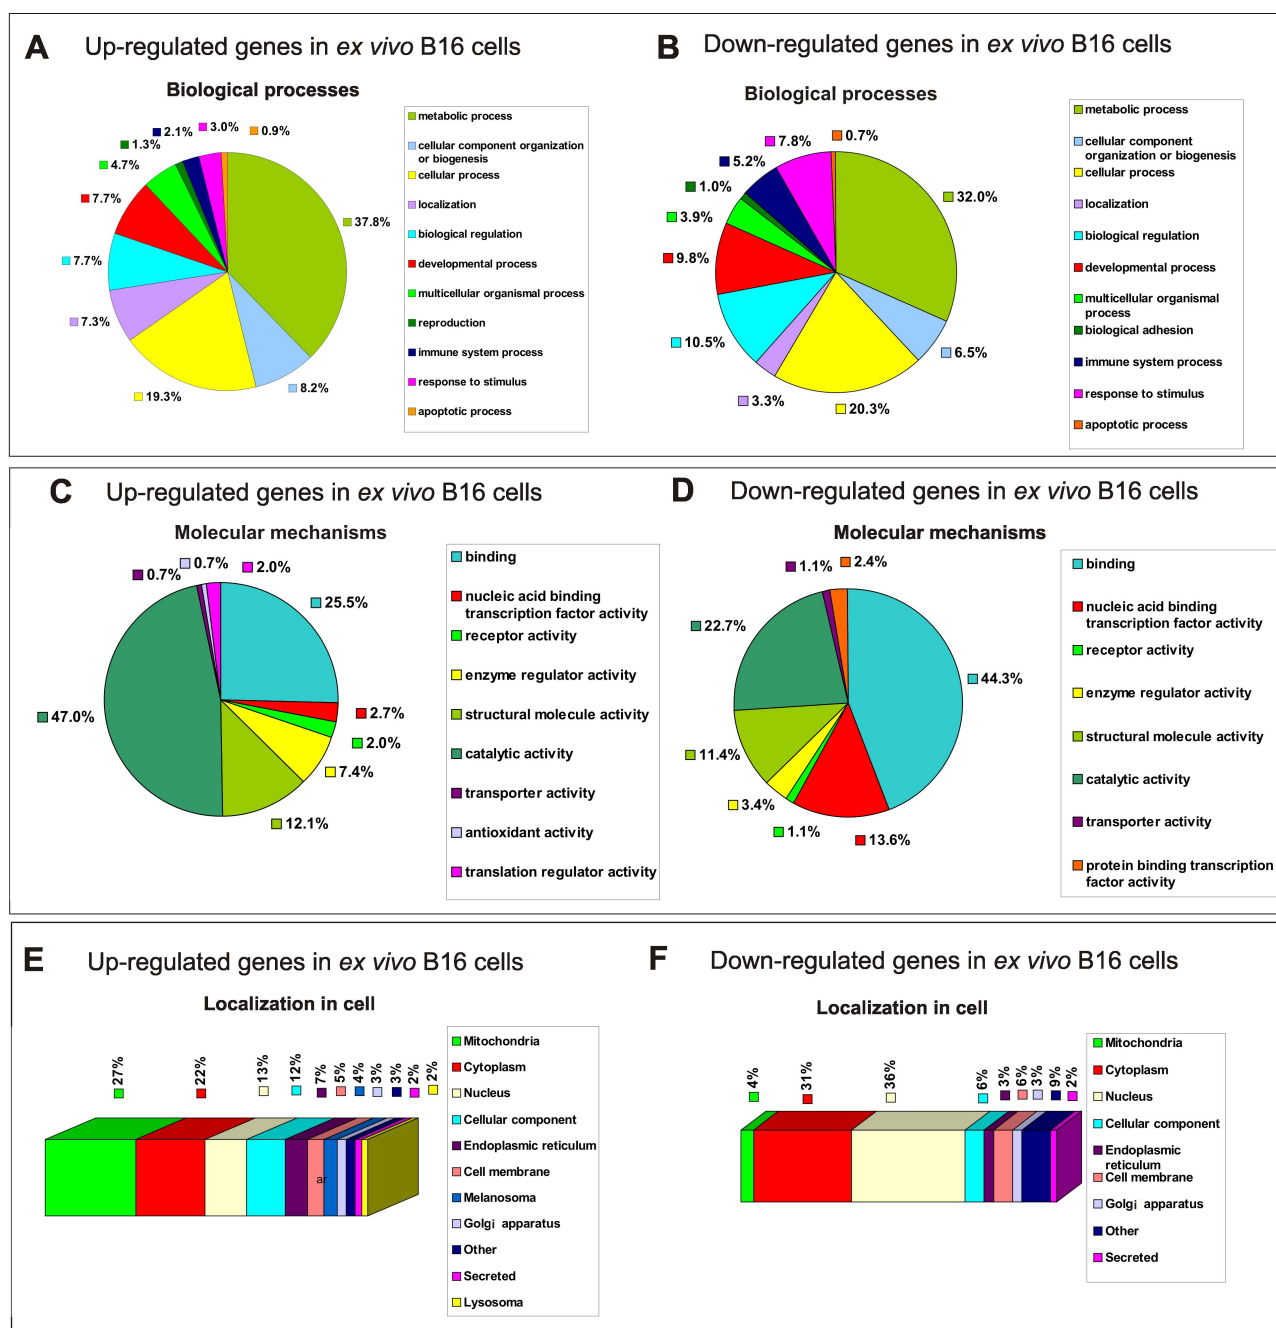 A Up-regulated genes in ex vivo B16 cells
Biological processes
2.1%
3.0%
0.9%
1.3%
4.7%
7.7%
37.8%
7.7%
7.3%
8.2%
19.3%
metabolic process
cellular component organization
or biogenesis
cellular process
localization
biological regulation
developmental process
multicellular organismal process
reproduction
immune system process
response to stimulus
apoptotic process
B Down-regulated genes in ex vivo B16 cells
Biological processes
7.8%
0.7%
5.2%
1.0%
32.0%
3.9%
9.8%
10.5%
6.5%
3.3%
20.3%
metabolic process
cellular component
organization or biogenesis
cellular process
localization
biological regulation
developmental process
multicellular organismal
process
biological adhesion
immune system process
response to stimulus
apoptotic process
C Up-regulated genes in ex vivo B16 cells
Molecular mechanisms
0.7%
0.7%
2.0%
25.5%
47.0%
2.7%
2.0%
7.4%
12.1%
binding
nucleic acid binding
transcription factor activity
receptor activity
enzyme regulator activity
structural molecule activity
catalytic activity
transporter activity
antioxidant activity
translation regulator activity
D Down-regulated genes in ex vivo B16 cells
Molecular mechanisms
1.1%
2.4%
22.7%
44.3%
11.4%
3.4%
1.1%
13.6%
binding
nucleic acid binding
transcription factor activity
receptor activity
enzyme regulator activity
structural molecule activity
catalytic activity
transporter activity
protein binding transcription
factor activity
E Up-regulated genes in ex vivo B16 cells
Localization in cell
27%
22%
13%
12%
7%
5%
4%
3%
3%
2%
2%
ar
Mitochondria
Cytoplasm
Nucleus
Cellular component
Endoplasmic reticulum
Cell membrane
Melanosoma
Golgi apparatus
Other
Secreted
Lysosoma
F Down-regulated genes in ex vivo B16 cells
Localization in cell
4%
31%
36%
6%
3%
6%
3%
9%
2%
Mitochondria
Cytoplasm
Nucleus
Cellular component
Endoplasmic
reticulum
Cell membrane
Golgi apparatus
Other
Secreted